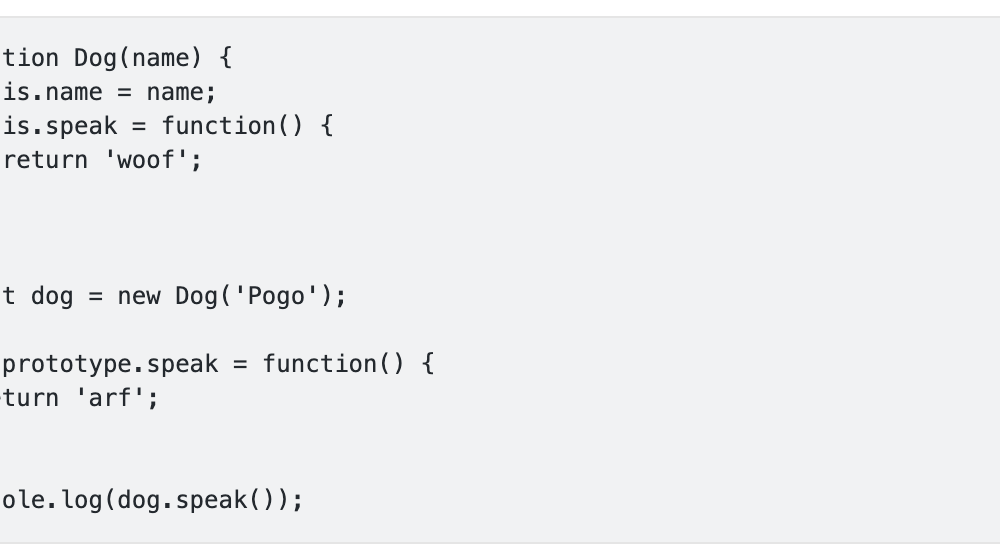 tion Dog(name) {
is.name = name;
is.speak = function() {
return 'woof';
t dog = new Dog('Pogo');
prototype.speak = function() {
turn 'arf';
ole.log(dog.speak());